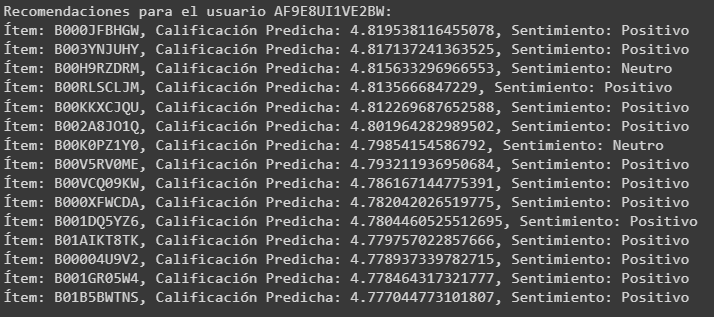 Recomendaciones para el usuario AF9E8UI1VE2BW:
Ítem: B000JFBHGW, Calificación Predicha: 4.819538116455078, Sentimiento: Positivo
Ítem: B003YNJUHY, Calificación Predicha: 4.817137241363525, Sentimiento: Positivo
Ítem: B00H9RZDRM, Calificación Predicha: 4.815633296966553, Sentimiento: Neutro
Ítem: B00RLSCLJM, Calificación Predicha: 4.8135666847229, Sentimiento: Positivo
Ítem: B00KKXCJQU, Calificación Predicha: 4.812269687652588, Sentimiento: Positivo
Ítem: B002A8JO1Q, Calificación Predicha: 4.801964282989502, Sentimiento: Positivo
Ítem: B00K0PZ1Y0, Calificación Predicha: 4.79854154586792, Sentimiento: Neutro
Ítem: B00V5RV0ME, Calificación Predicha: 4.793211936950684, Sentimiento: Positivo
Ítem: B00VCQ09KW, Calificación Predicha: 4.786167144775391, Sentimiento: Positivo
Ítem: B000XFWCDA, Calificación Predicha: 4.782042026519775, Sentimiento: Positivo
Ítem: B001DQ5YZ6, Calificación Predicha: 4.7804460525512695, Sentimiento: Positivo
Ítem: B01AIKT8TK, Calificación Predicha: 4.779757022857666, Sentimiento: Positivo
Ítem: B00004U9V2, Calificación Predicha: 4.778937339782715, Sentimiento: Positivo
Ítem: B001GR05W4, Calificación Predicha: 4.778464317321777, Sentimiento: Positivo
Ítem: B01B5BWTNS, Calificación Predicha: 4.777044773101807, Sentimiento: Positivo